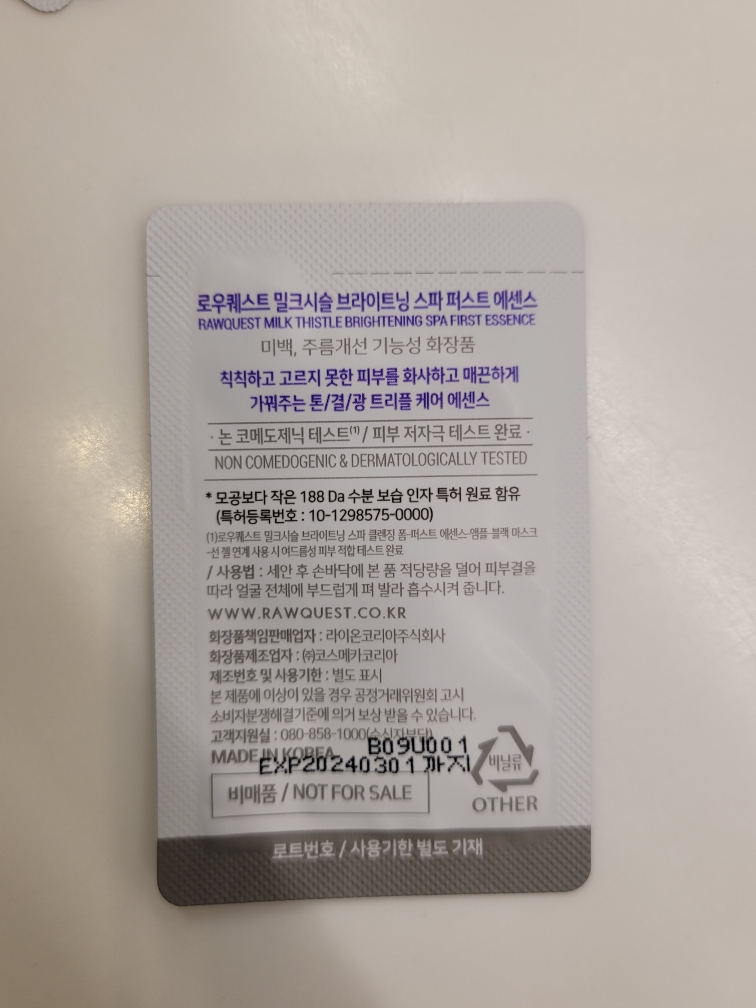 로우퀘스트 밀크시슬 브라이트닝 스파 퍼스트 에센스
RAWQUEST MILK THISTLE BRIGHTENING SPA FIRST ESSENCE
미백, 주름개선 기능성 화장품
칙칙하고 고르지 못한 피부를 화사하고 매끈하게
가꿔주는 톤/결/광 트리플 케어 에센스
· 논 코메도제닉 테스트⁽¹⁾ / 피부 저자극 테스트 완료 ·
NON COMEDOGENIC & DERMATOLOGICALLY TESTED
* 모공보다 작은 188 Da 수분 보습 인자 특허 원료 함유
(특허등록번호 : 10-1298575-0000)
(1)로우퀘스트 밀크시슬 브라이트닝 스파 클렌징 폼-퍼스트 에센스-앰플-블랙 마스크
-선 젤 연계 사용 시 여드름성 피부 적합 테스트 완료
/ 사용법 : 세안 후 손바닥에 본 품 적당량을 덜어 피부결을
따라 얼굴 전체에 부드럽게 펴 발라 흡수시켜 줍니다.
WWW.RAWQUEST.CO.KR
화장품책임판매업자 : 라이온코리아주식회사
화장품제조업자 : ㈜코스메카코리아
제조번호 및 사용기한 : 별도 표시
본 제품에 이상이 있을 경우 공정거래위원회 고시
소비자분쟁해결기준에 의거 보상 받을 수 있습니다.
고객지원실 : 080-858-1000(수신자부담)
B09U001
MADE IN KOREA
EXP20240301까지
비닐류
OTHER
비매품 / NOT FOR SALE
로트번호 / 사용기한 별도 기재